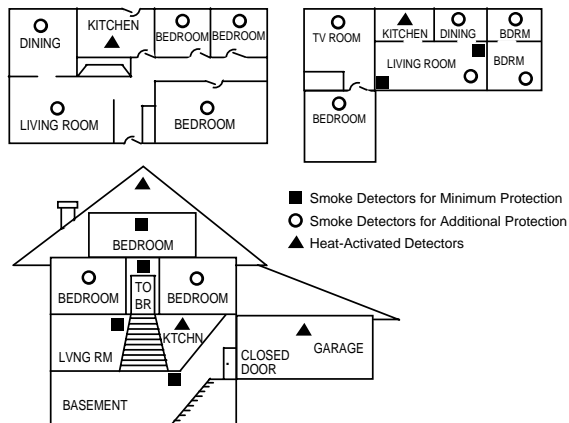 DINING
KITCHEN
BEDROOM
BEDROOM
LIVING ROOM
BEDROOM
TV ROOM
KITCHEN
DINING
BDRM
LIVING ROOM
BDRM
BEDROOM
Smoke Detectors for Minimum Protection
Smoke Detectors for Additional Protection
Heat-Activated Detectors
BEDROOM
BEDROOM
TO
BR
BEDROOM
LVNG RM
KTCHN
CLOSED
DOOR
GARAGE
BASEMENT